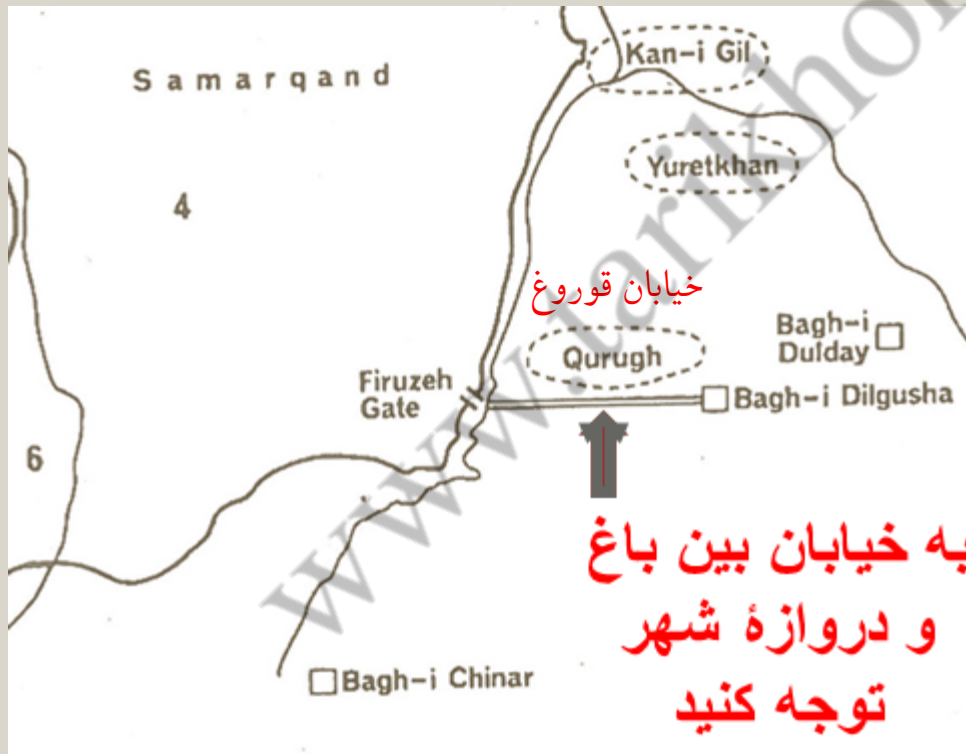 Kan-i Gil
Samarqand
Yuretkhan
4
خیابان قوروغ
Bagh-i
Dulday
Qurugh
Firuzeh
Gate
Bagh-i Dilgusha
6
به خیابان بین باغ
و دروازهٔ شهر
توجه کنید
Bagh-i Chinar